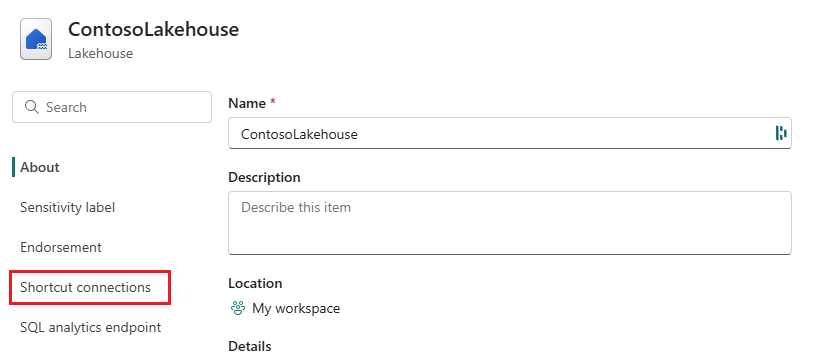 ContosoLakehouse
Lakehouse
Search
About
Sensitivity label
Endorsement
Shortcut connections
SQL analytics endpoint
Name *
ContosoLakehouse
Description
Describe this item
Location
My workspace
Details